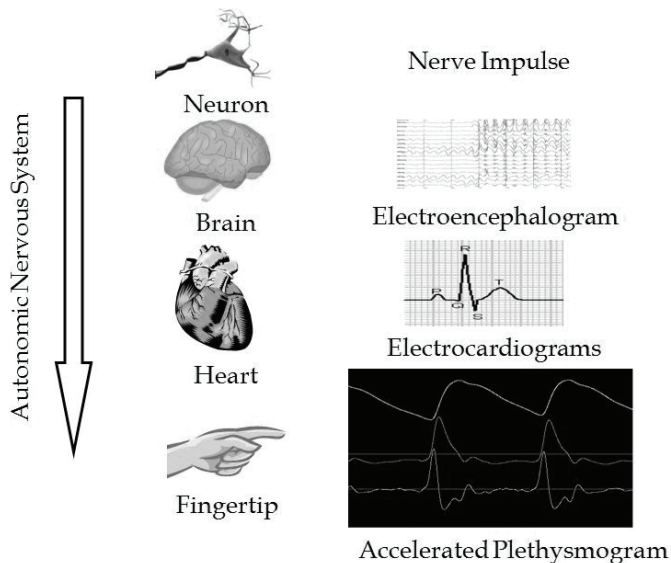 Autonomic Nervous System
Neuron
Nerve Impulse
Brain
Electroencephalogram
R
P
T
Q
S
Heart
Electrocardiograms
Fingertip
Accelerated Plethysmogram